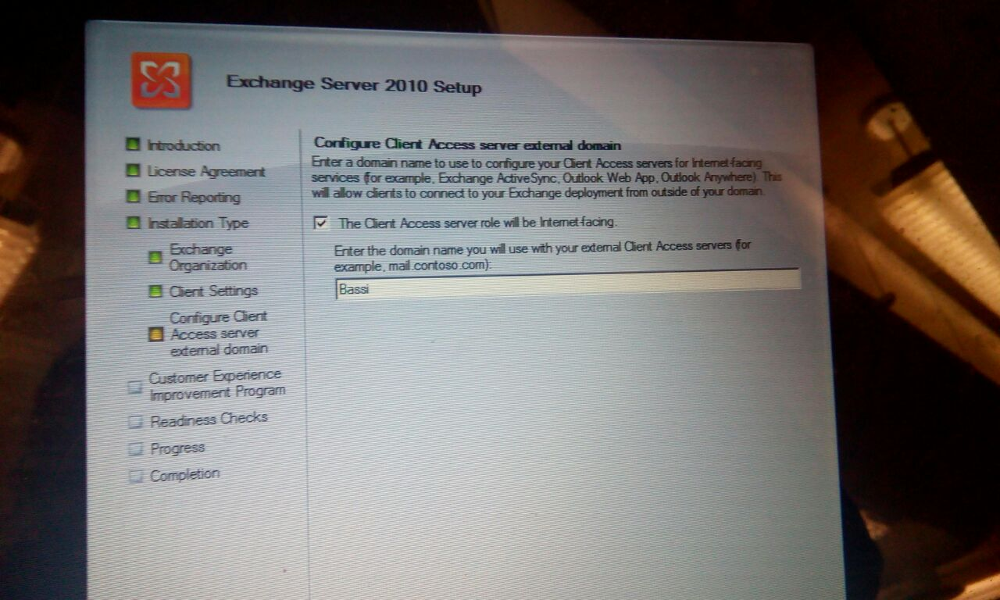 Exchange Server 2010 Setup
Introduction
License Agreement
Error Reporting
Installation Type
Exchange
Organization
Client Settings
Configure Client
Access server
external domain
Customer Experience
Improvement Program
Readiness Checks
Progress
Completion
Configure Client Access server external domain
Enter a domain name to use to configure your Client Access servers for Internet-facing
services (for example, Exchange ActiveSync, Outlook Web App, Outlook Anywhere). This
will allow clients to connect to your Exchange deployment from outside of your domain.
The Client Access server role will be Internet-facing.
Enter the domain name you will use with your external Client Access servers (for
example, mail.contoso.com):
Bassi